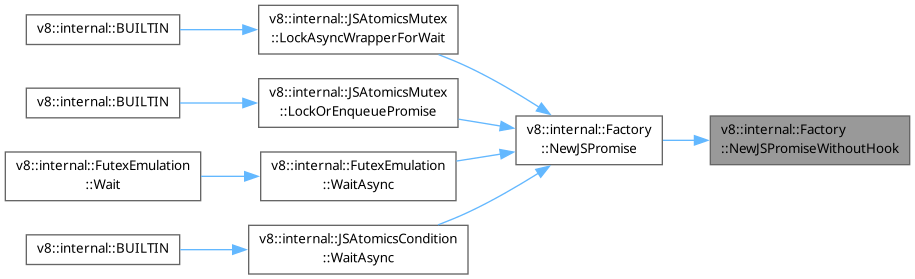 v8::internal::BUILTIN
v8::internal::JSAtomicsMutex
::LockAsyncWrapperForWait
v8::internal::BUILTIN
v8::internal::JSAtomicsMutex
::LockOrEnqueuePromise
v8::internal::FutexEmulation
::Wait
v8::internal::FutexEmulation
::WaitAsync
v8::internal::BUILTIN
v8::internal::JSAtomicsCondition
::WaitAsync
v8::internal::Factory
::NewJSPromise
v8::internal::Factory
::NewJSPromiseWithoutHook